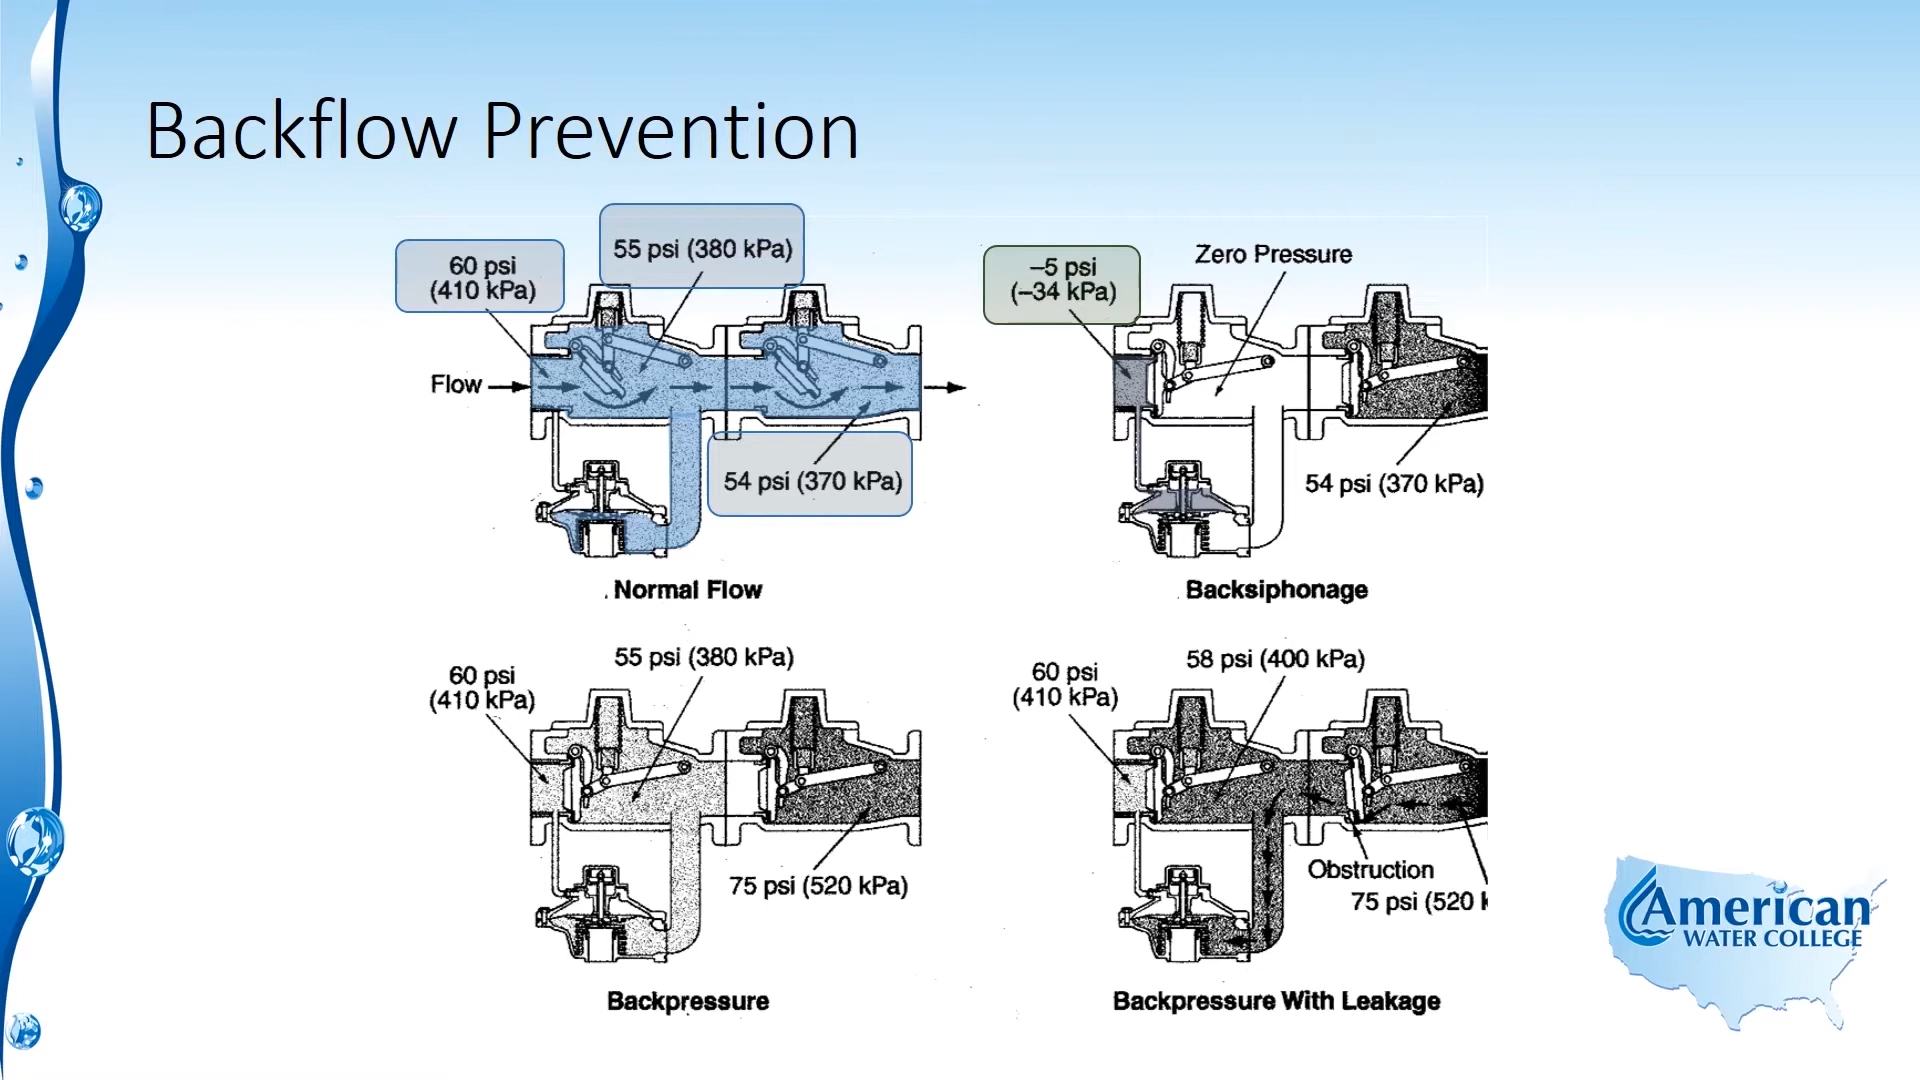 Backflow Prevention
55 psi (380 kPa)
60 psi
(410 kPa)
Flow
54 psi (370 kPa)
Normal Flow
–5 psi
(–34 kPa)
Zero Pressure
54 psi (370 kPa)
Backsiphonage
60 psi
(410 kPa)
55 psi (380 kPa)
75 psi (520 kPa)
Backpressure
60 psi
(410 kPa)
58 psi (400 kPa)
Obstruction
75 psi (520 k
Backpressure With Leakage
American
WATER COLLEGE